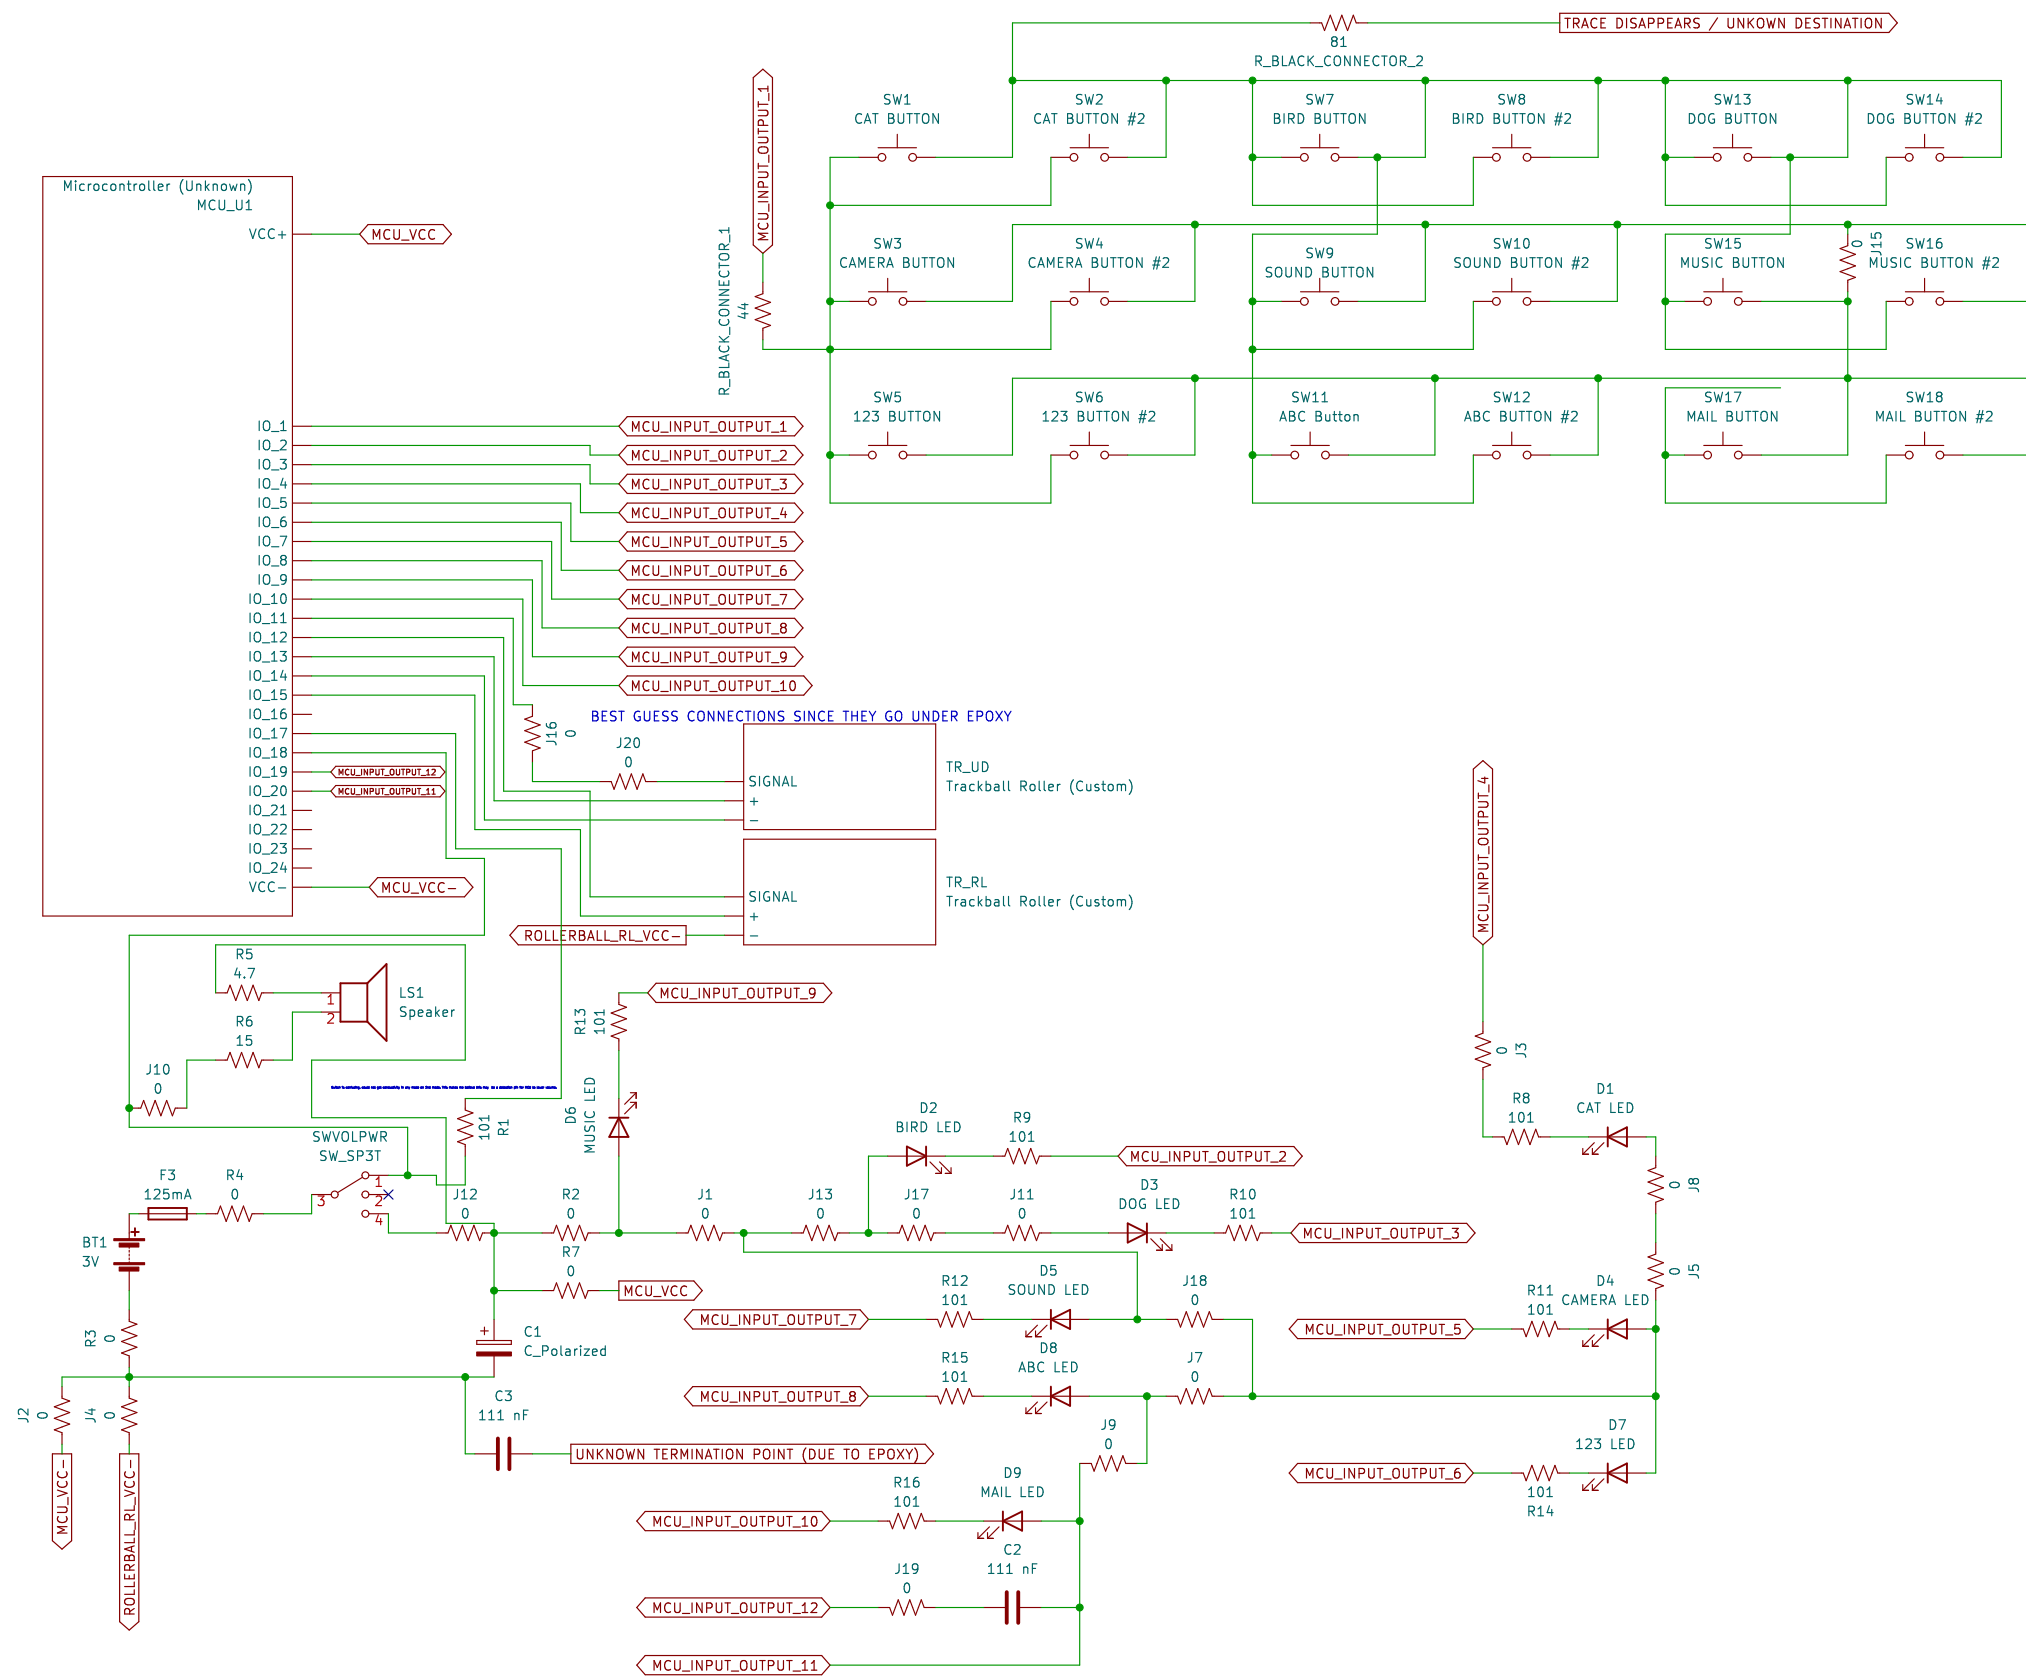 TRACE DISAPPEARS / UNKOWN DESTINATION
81
R_BLACK_CONNECTOR_2
MCU_INPUT_OUTPUT_1
SW1
CAT BUTTON
SW2
CAT BUTTON #2
SW7
BIRD BUTTON
SW8
BIRD BUTTON #2
SW13
DOG BUTTON
SW14
DOG BUTTON #2
Microcontroller (Unknown)
MCU_U1
VCC+
MCU_VCC
R_BLACK_CONNECTOR_1
44
SW3
CAMERA BUTTON
SW4
CAMERA BUTTON #2
SW9
SOUND BUTTON
SW10
SOUND BUTTON #2
SW15
MUSIC BUTTON
0
J15
SW16
MUSIC BUTTON #2
SW5
123 BUTTON
SW6
123 BUTTON #2
SW11
ABC Button
SW12
ABC BUTTON #2
SW17
MAIL BUTTON
SW18
MAIL BUTTON #2
IO_1
IO_2
IO_3
IO_4
IO_5
IO_6
IO_7
IO_8
IO_9
IO_10
IO_11
IO_12
IO_13
IO_14
IO_15
IO_16
IO_17
IO_18
IO_19
IO_20
IO_21
IO_22
IO_23
IO_24
VCC-
MCU_INPUT_OUTPUT_1
MCU_INPUT_OUTPUT_2
MCU_INPUT_OUTPUT_3
MCU_INPUT_OUTPUT_4
MCU_INPUT_OUTPUT_5
MCU_INPUT_OUTPUT_6
MCU_INPUT_OUTPUT_7
MCU_INPUT_OUTPUT_8
MCU_INPUT_OUTPUT_9
MCU_INPUT_OUTPUT_10
MCU_INPUT_OUTPUT_12
MCU_INPUT_OUTPUT_11
MCU_VCC-
BEST GUESS CONNECTIONS SINCE THEY GO UNDER EPOXY
J16
0
J20
0
SIGNAL
+
-
TR_UD
Trackball Roller (Custom)
SIGNAL
+
-
TR_RL
Trackball Roller (Custom)
ROLLERBALL_RL_VCC-
MCU_INPUT_OUTPUT_4
R5
4.7
1
2
LS1
Speaker
R6
15
J10
0
MCU_INPUT_OUTPUT_9
R13
101
D6
MUSIC LED
101
R1
SWVOLPWR
SW_SP3T
1
2
3
4
F3
125mA
R4
0
BT1
3V
+
J12
0
R2
0
J1
0
J13
0
J17
0
J11
0
D2
BIRD LED
R9
101
MCU_INPUT_OUTPUT_2
D3
DOG LED
R10
101
MCU_INPUT_OUTPUT_3
0
J3
R8
101
D1
CAT LED
0
J8
0
J5
R7
0
MCU_VCC
R12
101
D5
SOUND LED
J18
0
MCU_INPUT_OUTPUT_7
R11
101
D4
CAMERA LED
MCU_INPUT_OUTPUT_5
R3
0
+
C1
C_Polarized
R15
101
D8
ABC LED
J7
0
MCU_INPUT_OUTPUT_8
J2
0
J4
0
C3
111 nF
UNKNOWN TERMINATION POINT (DUE TO EPOXY)
J9
0
D7
123 LED
MCU_INPUT_OUTPUT_6
101
R14
MCU_VCC-
ROLLERBALL_RL_VCC-
R16
101
D9
MAIL LED
MCU_INPUT_OUTPUT_10
C2
111 nF
J19
0
MCU_INPUT_OUTPUT_12
MCU_INPUT_OUTPUT_11